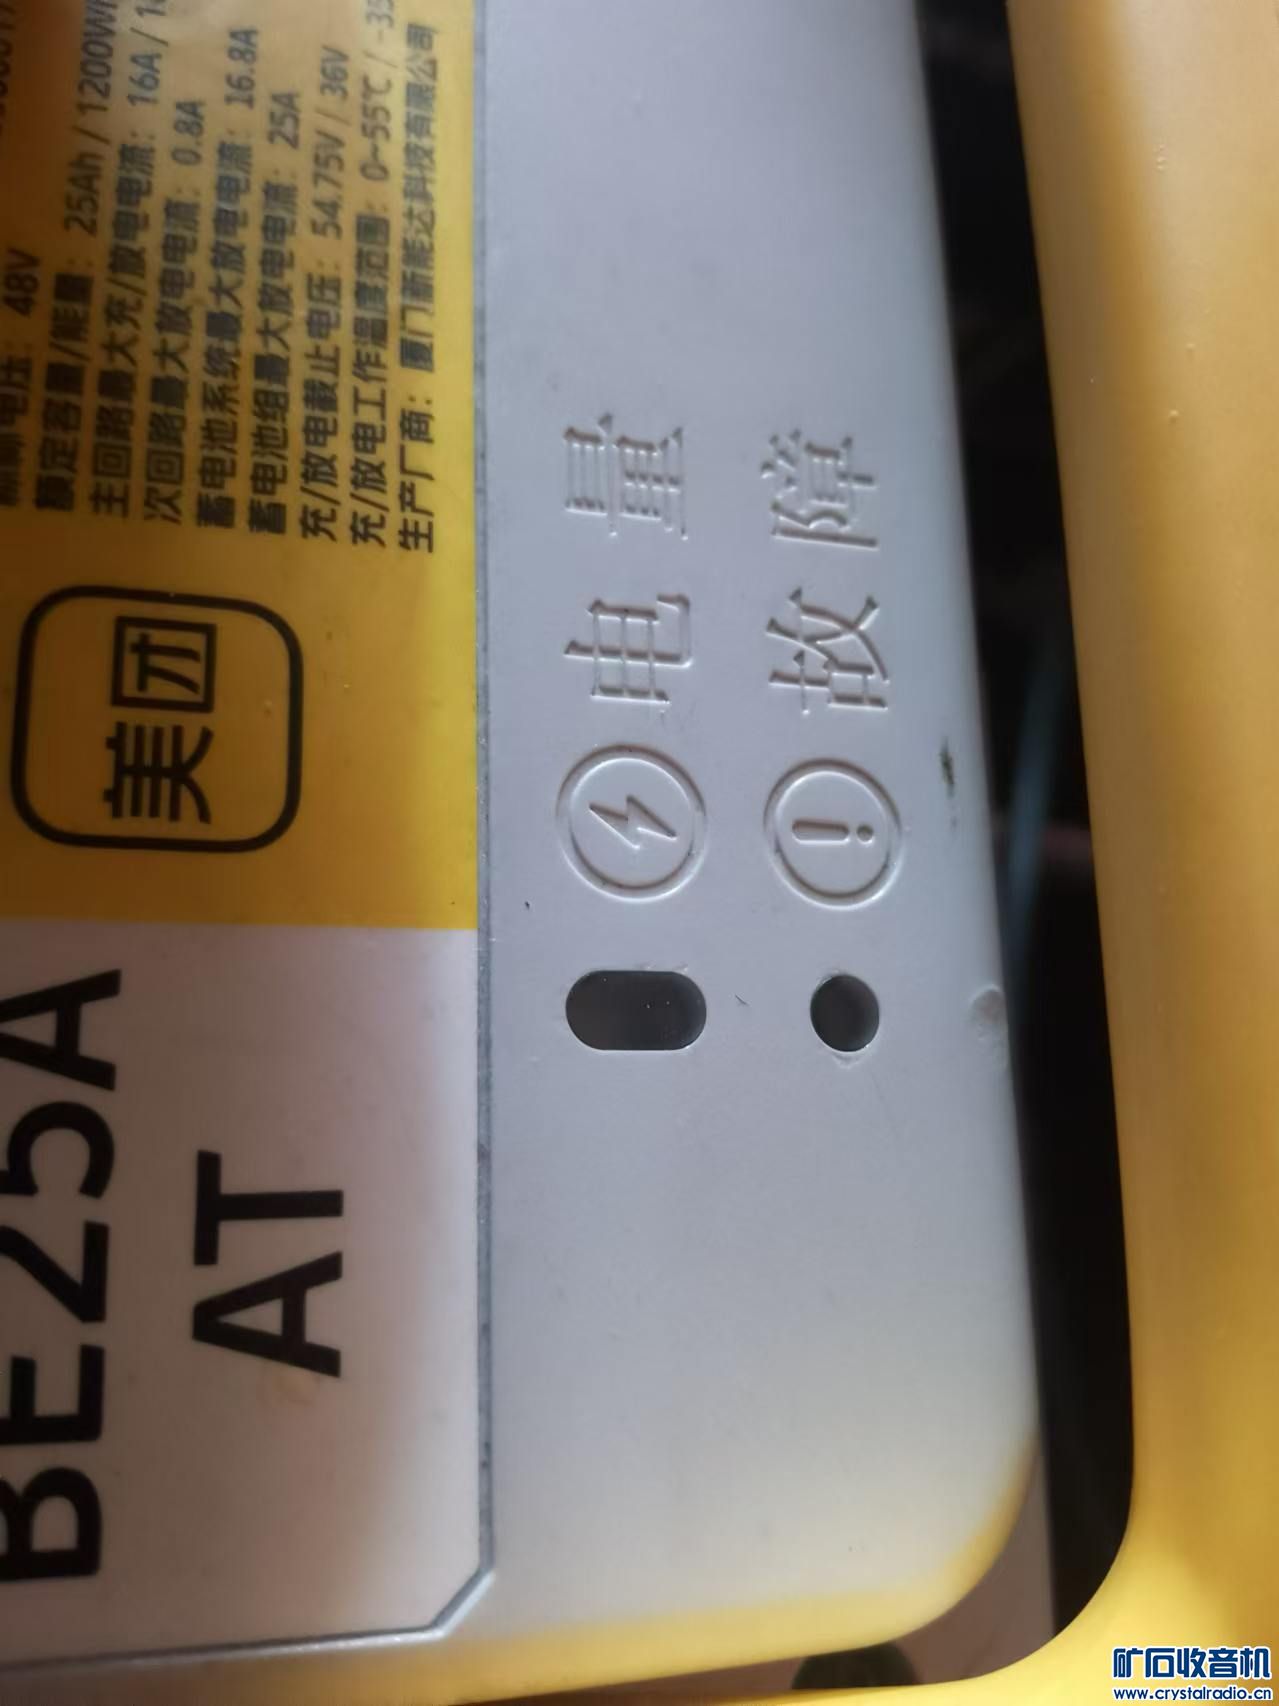 电压：48V
额定容量/能量：25Ah / 1200Wh
主回路最大充/放电电流：16A /
次回路最大放电电流：0.8A
蓄电池系统最大放电电流：16.8A
蓄电池组最大放电电流：25A
充/放电截止电压：54.75V / 36V
充/放电工作温度范围：0~55℃ /
生产厂商：厦门新能达科技有限公司
美团
BE25A
AT
电量
故障
矿石收音机
www.crystalradio.cn